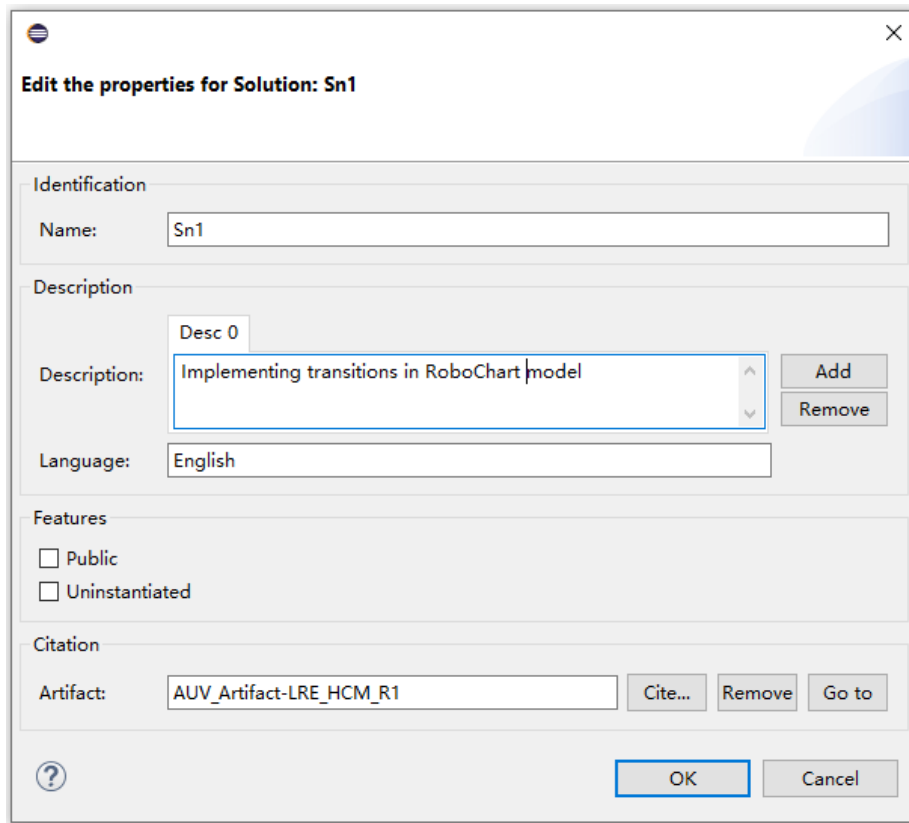 Edit the properties for Solution: Sn1
Identification
Name: Sn1
Description
Desc 0
Description: Implementing transitions in RoboChart model Add
Remove
Language: English
Features
Public
Uninstantiated
Citation
Artifact: AUV_Artifact-LRE_HCM_R1 Cite... Remove Go to
? OK Cancel